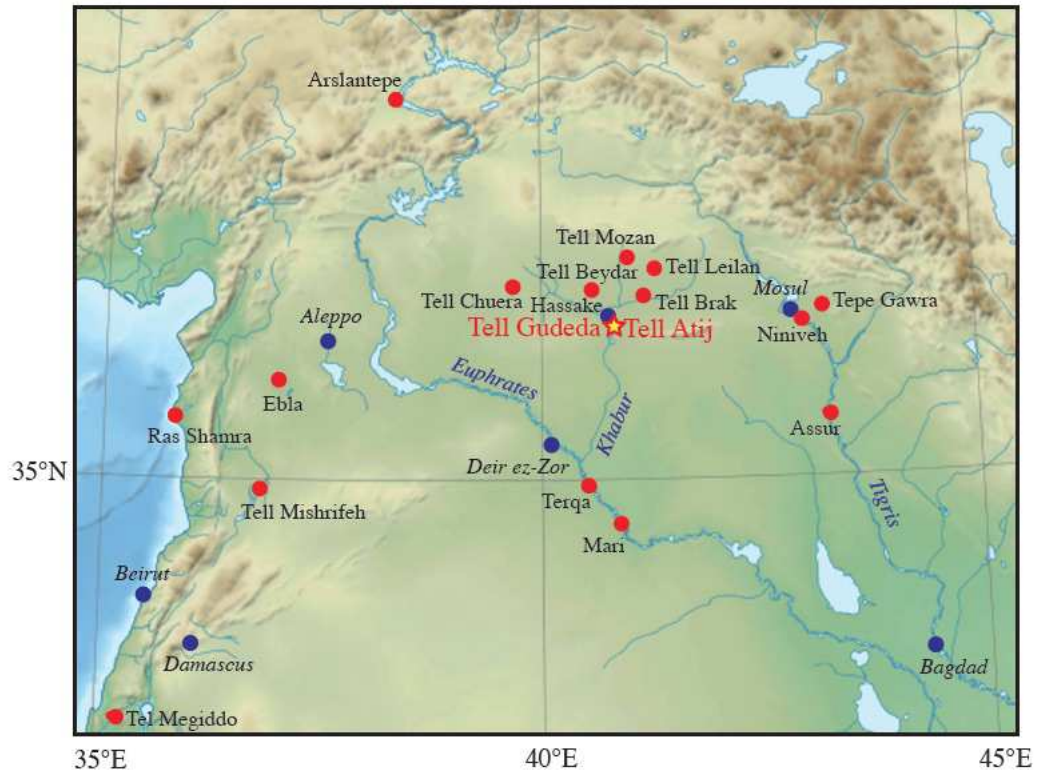 Arslantepe
Tell Mozan
Tell Leilan
Tell Beydar
Tell Chuera
Hassake
Tell Brak
Mosul
Tepe Gawra
Aleppo
Tell Gudeda
Tell Atij
Niniveh
Euphrates
Ebla
Khabur
Ras Shamra
Assur
35°N
Deir ez-Zor
Tell Mishrifeh
Terqa
Tigris
Mari
Beirut
Damascus
Bagdad
Tel Megiddo
35°E
40°E
45°E